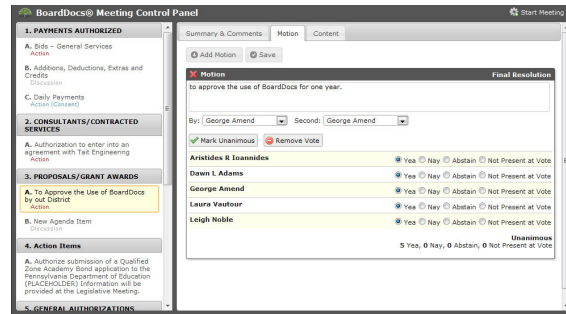 BoardDocs® Meeting Control Panel
Start Meeting
1. PAYMENTS AUTHORIZED
A. Bids – General Services
Action
B. Additions, Deductions, Extras and
Credits
Discussion
C. Daily Payments
Action (Consent)
2. CONSULTANTS/CONTRACTED
SERVICES
A. Authorization to enter into an
agreement with Tait Engineering
Action
3. PROPOSALS/GRANT AWARDS
A. To Approve the Use of BoardDocs
by out District
Action
B. New Agenda Item
Discussion
4. Action Items
A. Authorize submission of a Qualified
Zone Academy Bond application to the
Pennsylvania Department of Education
(PLACEHOLDER) Information will be
provided at the Legislative Meeting.
5. GENERAL AUTHORIZATIONS
Summary & Comments Motion Content
Add Motion Save
Motion Final Resolution
to approve the use of BoardDocs for one year.
By: George Amend Second: George Amend
Mark Unanimous Remove Vote
Aristides R Ioannides Yea Nay Abstain Not Present at Vote
Dawn L Adams Yea Nay Abstain Not Present at Vote
George Amend Yea Nay Abstain Not Present at Vote
Laura Vautour Yea Nay Abstain Not Present at Vote
Leigh Noble Yea Nay Abstain Not Present at Vote
Unanimous
5 Yea, 0 Nay, 0 Abstain, 0 Not Present at Vote